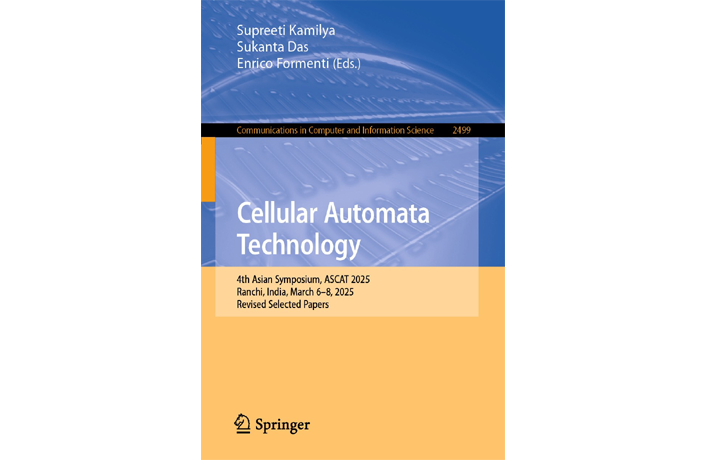 Supreeti Kamilya
Sukanta Das
Enrico Formenti (Eds.)
Communications in Computer and Information Science 2499
Cellular Automata
Technology
4th Asian Symposium, ASCAT 2025
Ranchi, India, March 6–8, 2025
Revised Selected Papers
Springer